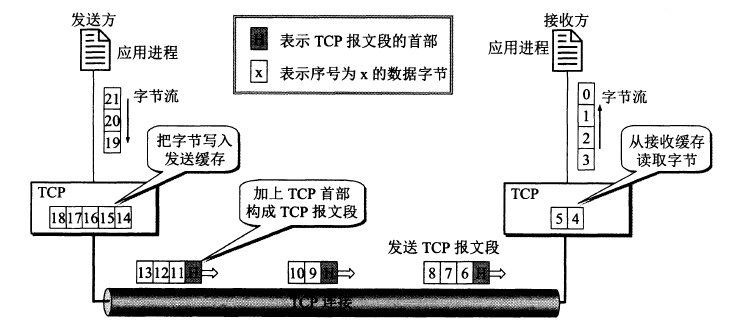 发送方
接收方
应用进程
应用进程
H 表示 TCP 报文段的首部
x 表示序号为 x 的数据字节
21
20
19
字节流
0
1
2
3
字节流
把字节写入
发送缓存
从接收缓存
读取字节
TCP
18 17 16 15 14
加上 TCP 首部
构成 TCP 报文段
TCP
5 4
发送 TCP 报文段
13 12 11 H
10 9 H
8 7 6 H
TCP 连接